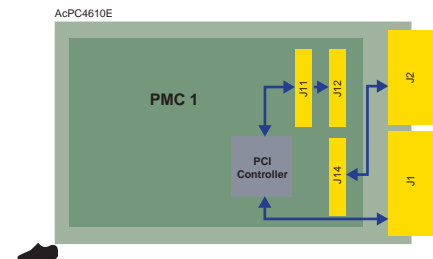 AcPC4610E
PMC 1
J11
J12
J2
PCI
Controller
J14
J1